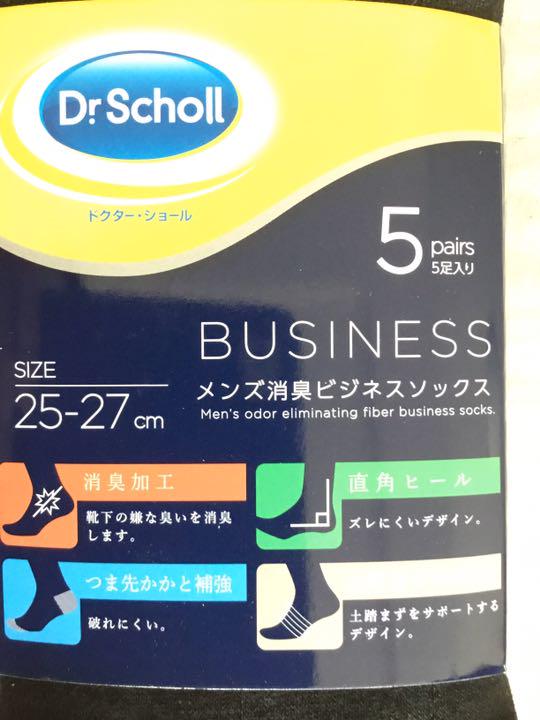 Dr. Scholl
ドクター・ショール
5 pairs
5足入り
BUSINESS
SIZE
25-27 cm
メンズ消臭ビジネスソックス
Men's odor eliminating fiber business socks.
消臭加工
靴下の嫌な臭いを消臭
します。
直角ヒール
ズレにくいデザイン。
つま先かかと補強
破れにくい。
土踏まずをサポートする
デザイン。